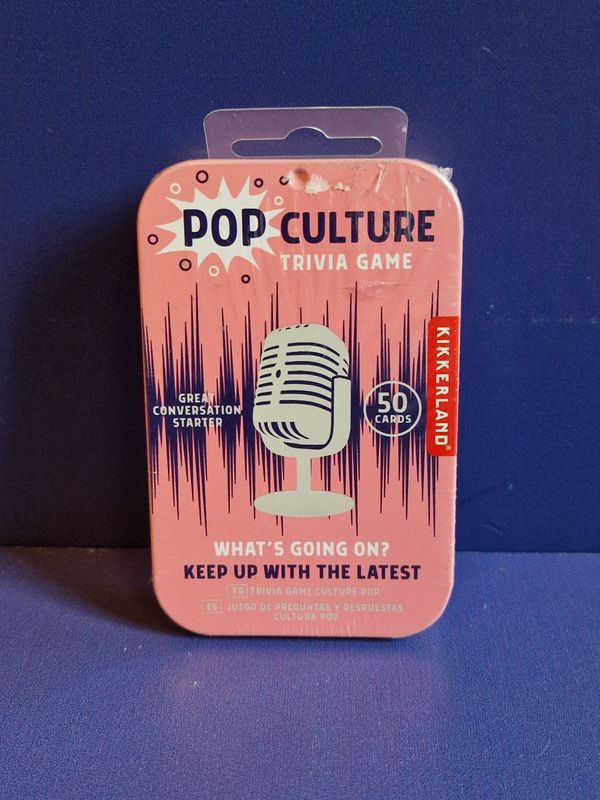 POP CULTURE
TRIVIA GAME
KIKKERLAND®
GREAT
CONVERSATION
STARTER
50
CARDS
WHAT'S GOING ON?
KEEP UP WITH THE LATEST
FR TRIVIA GAME CULTURE POP
ES JUEGO DE PREGUNTAS Y RESPUESTAS
CULTURA POP